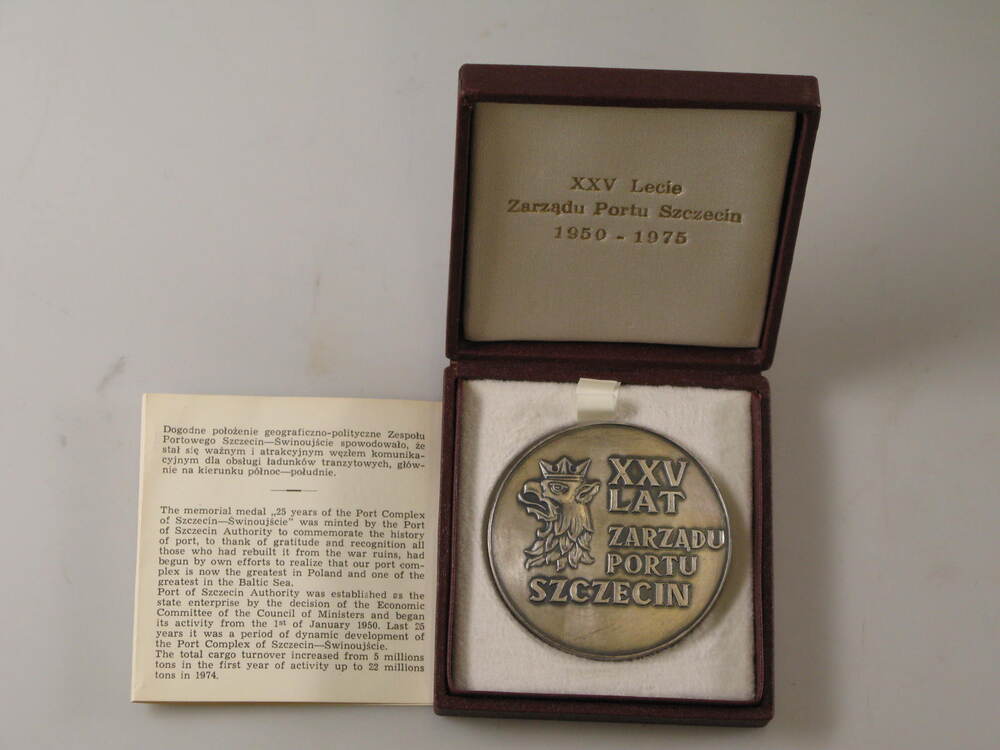 XXV Lecie
Zarządu Portu Szczecin
1950 - 1975
XXV
LAT
ZARZĄDU
PORTU
SZCZECIN
Dogodne położenie geograficzno-polityczne Zespołu
Portowego Szczecin—Świnoujście spowodowało, że
stał się ważnym i atrakcyjnym węzłem komunika-
cyjnym dla obsługi ładunków tranzytowych, głów-
nie na kierunku północ—południe.
The memorial medal „25 years of the Port Complex
of Szczecin—Świnoujście" was minted by the Port
of Szczecin Authority to commemorate the history
of port, to thank of gratitude and recognition all
those who had rebuilt it from the war ruins, had
begun by own efforts to realize that our port com-
plex is now the greatest in Poland and one of the
greatest in the Baltic Sea.
Port of Szczecin Authority was established as the
state enterprise by the decision of the Economic
Committee of the Council of Ministers and began
its activity from the 1st of January 1950. Last 25
years it was a period of dynamic development of
the Port Complex of Szczecin—Świnoujście.
The total cargo turnover increased from 5 millions
tons in the first year of activity up to 22 millions
tons in 1974.